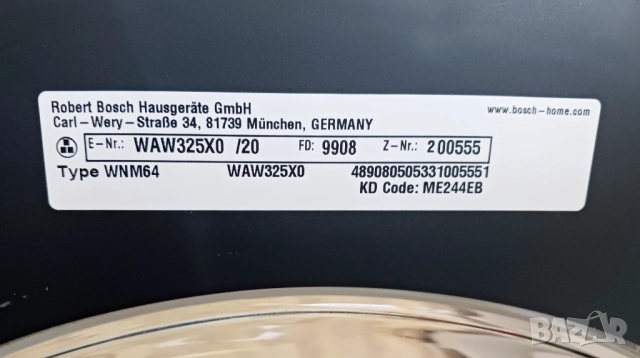 Robert Bosch Hausgeräte GmbH
www.bosch-home.com
Carl-Wery-Straße 34, 81739 München, GERMANY
E-Nr.: WAW325X0 /20 FD: 9908 Z-Nr.: 200555
Type WNM64 WAW325X0 489080505331005551
KD Code: ME244EB
BAZAR